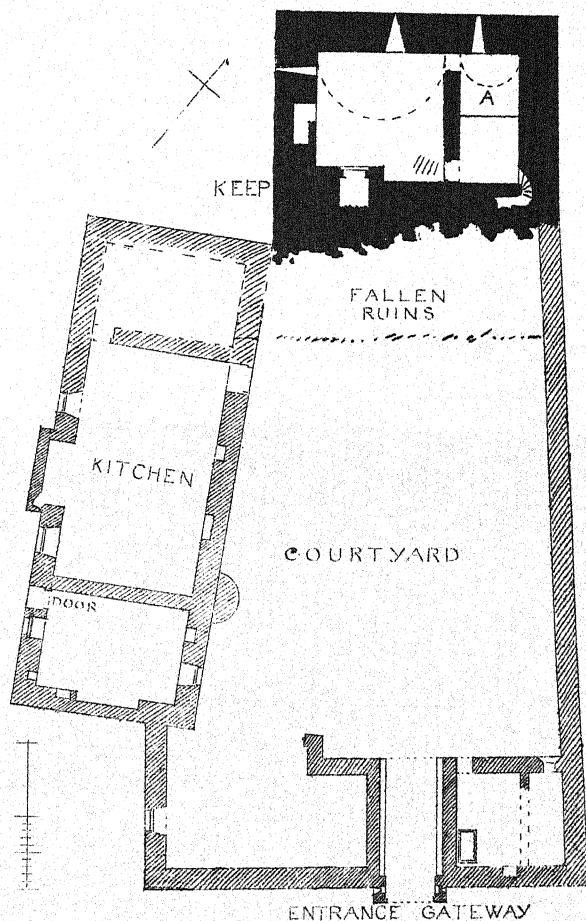 A
KEEP
FALLEN
RUINS
KITCHEN
COURTYARD
DOOR
ENTRANCE GATEWAY